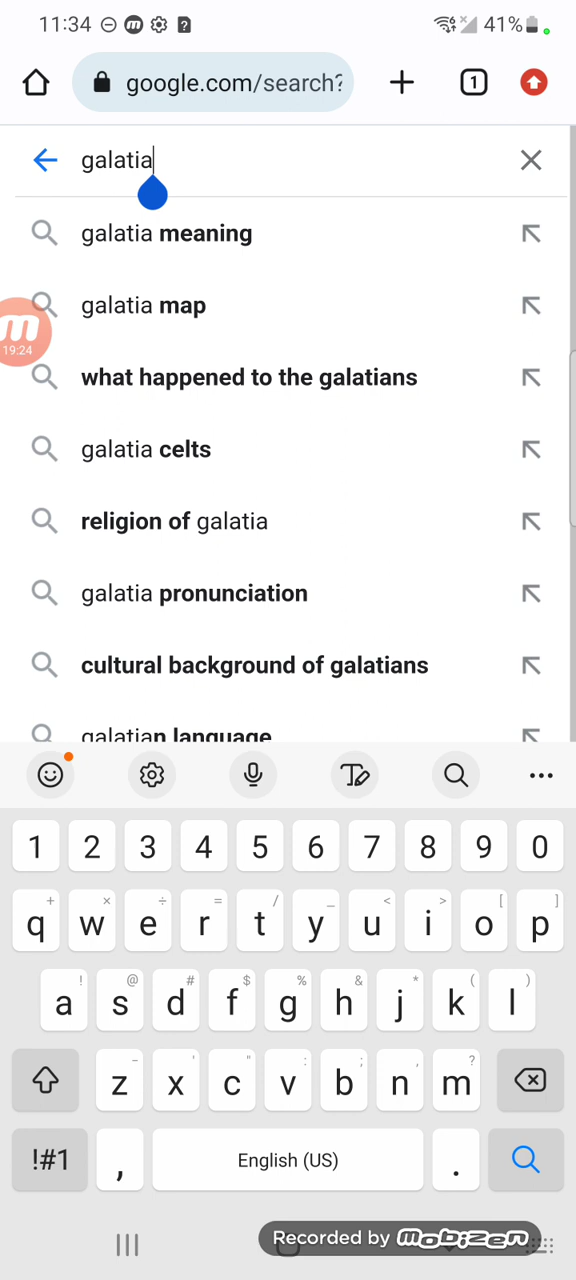 11:34 41%
google.com/search? 1
galatia
galatia meaning
galatia map
19:24
what happened to the galatians
galatia celts
religion of galatia
galatia pronunciation
cultural background of galatians
galatian language
1 2 3 4 5 6 7 8 9 0
+ × ÷ = / _ < > [ ]
q w e r t y u i o p
! @ # $ % & * ( )
a s d f g h j k l
- ' " : ; , ?
z x c v b n m
!#1 , English (US) .
Recorded by mobizen